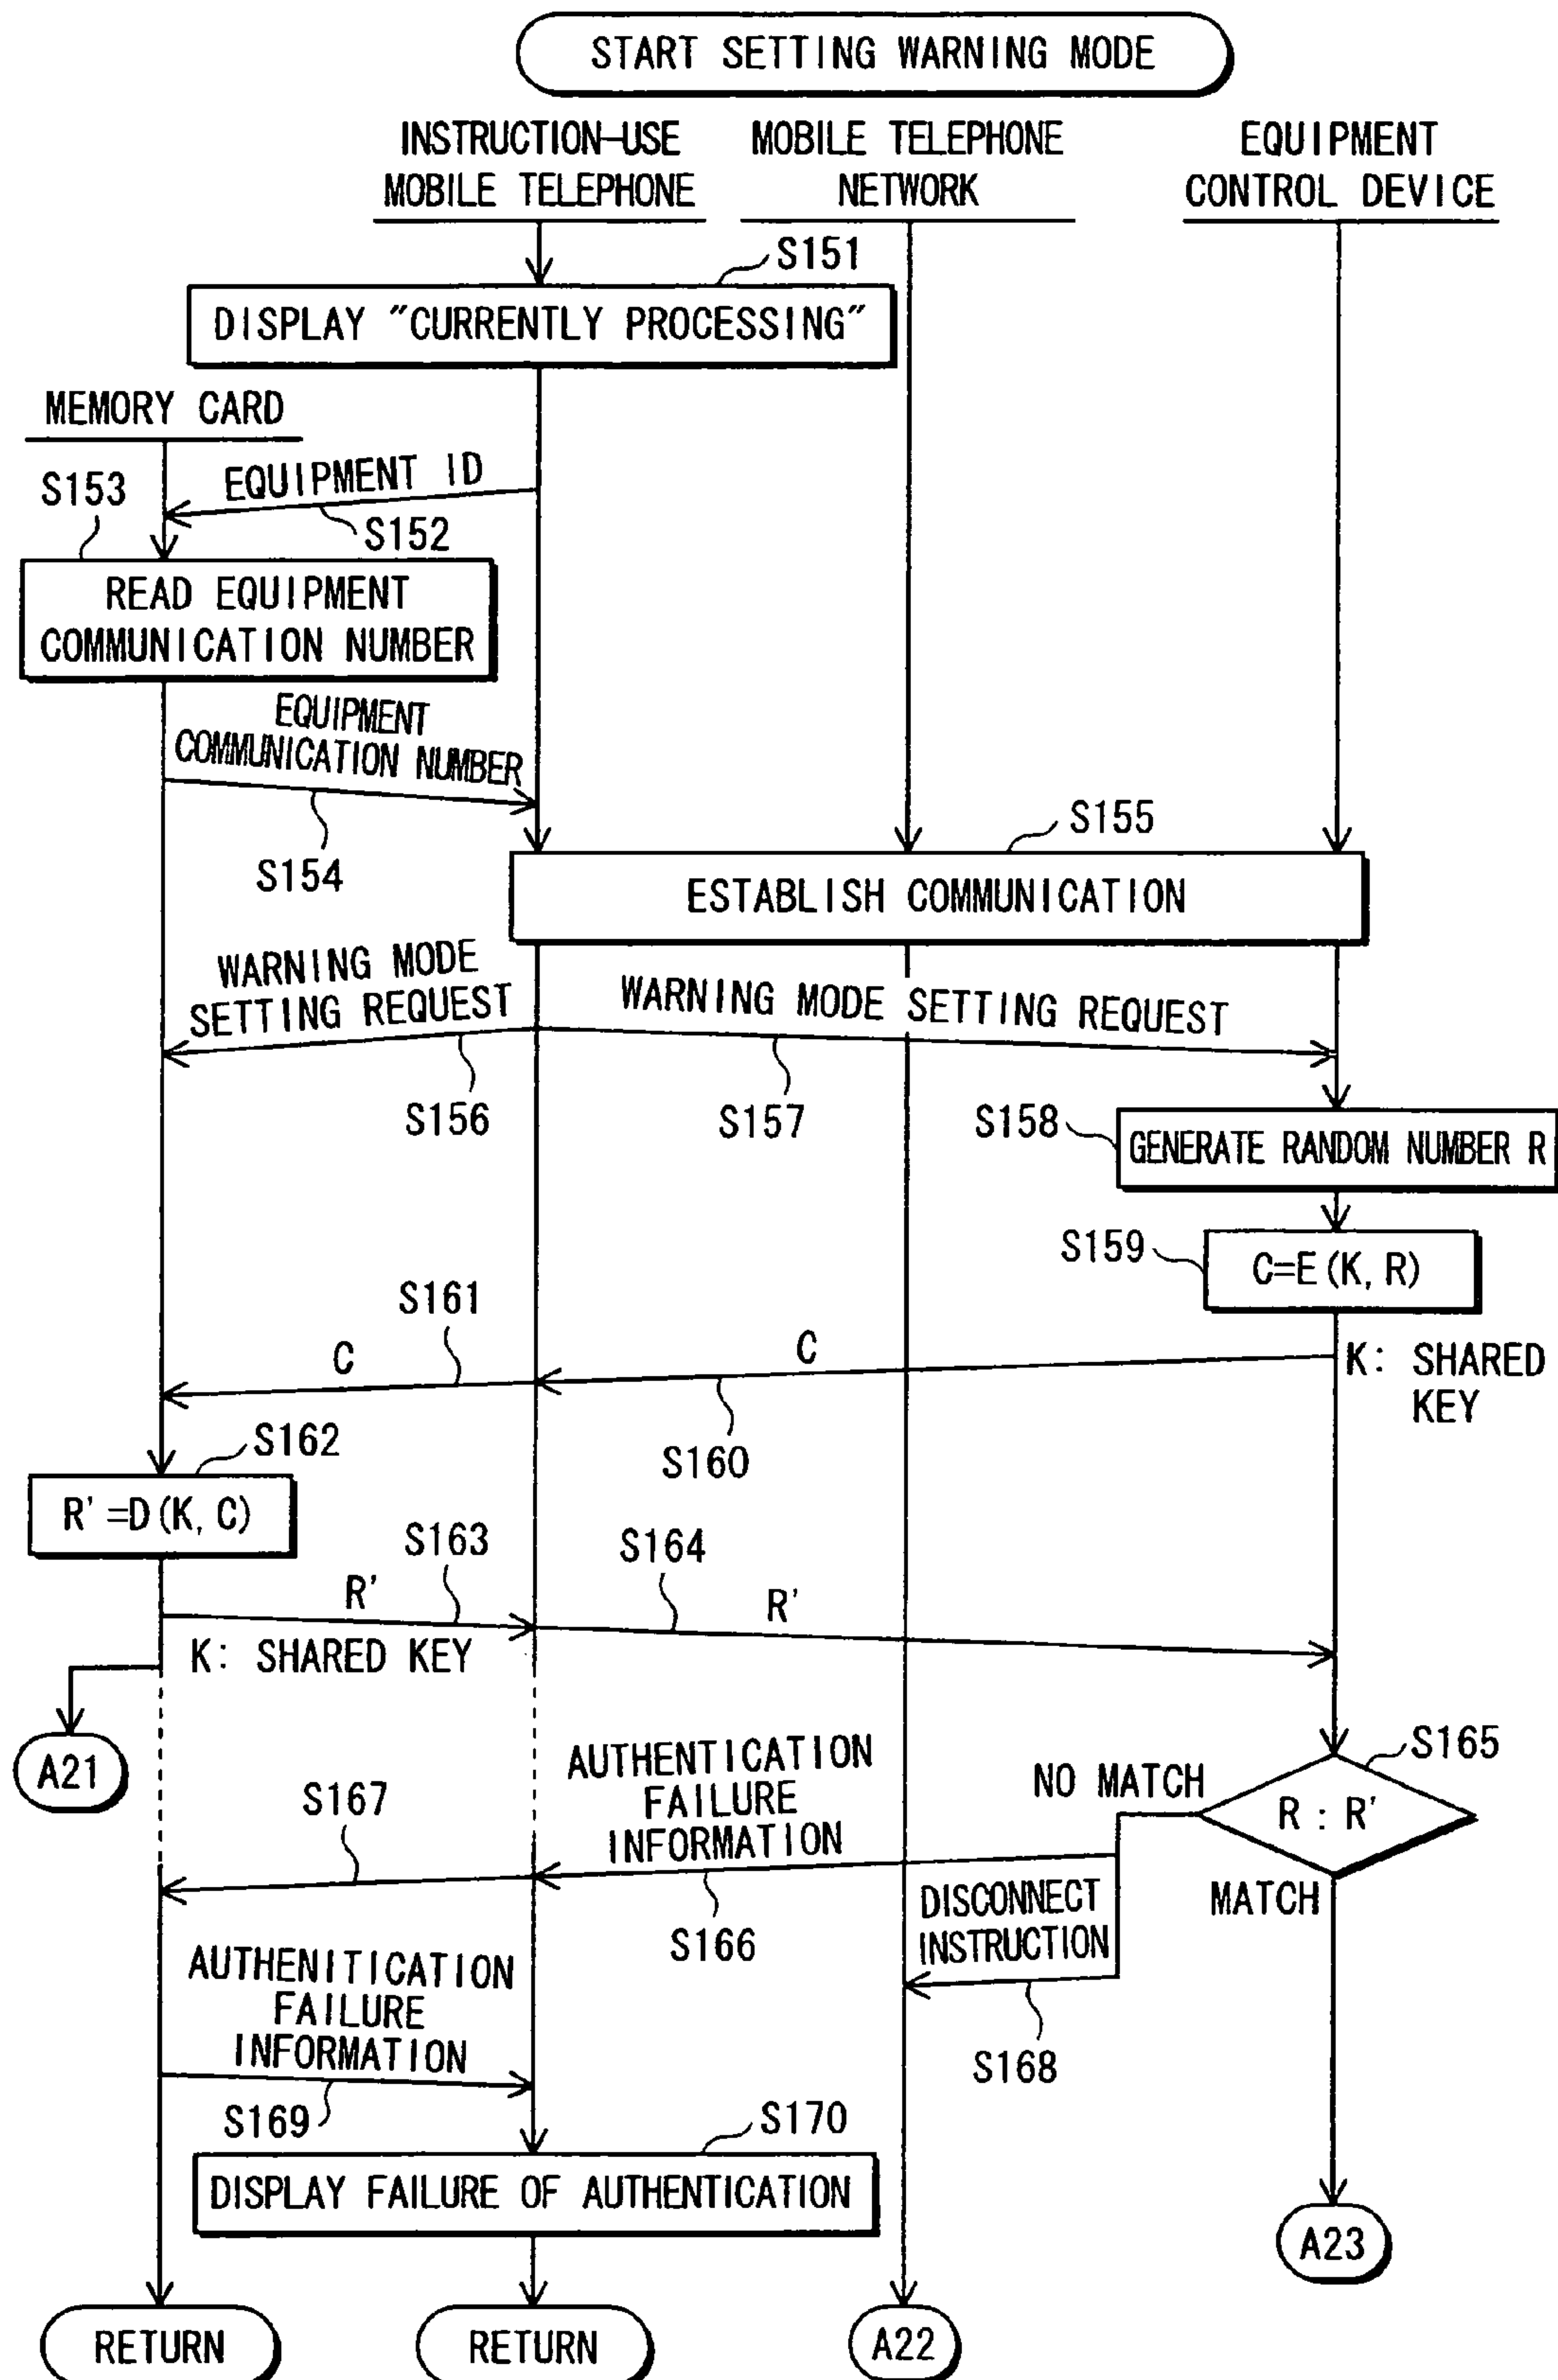 START SETTING WARNING MODE
INSTRUCTION-USE
MOBILE TELEPHONE
MOBILE TELEPHONE
NETWORK
EQUIPMENT
CONTROL DEVICE
S151
DISPLAY "CURRENTLY PROCESSING"
MEMORY CARD
EQUIPMENT ID
S153
S152
READ EQUIPMENT
COMMUNICATION NUMBER
EQUIPMENT
COMMUNICATION NUMBER
S154
S155
ESTABLISH COMMUNICATION
WARNING MODE
SETTING REQUEST
WARNING MODE SETTING REQUEST
S156
S157
S158
GENERATE RANDOM NUMBER R
S159
C=E(K, R)
S161
C
C
K: SHARED
KEY
S160
S162
R'=D(K, C)
S163
S164
R'
R'
K: SHARED KEY
A21
S165
R : R'
NO MATCH
MATCH
AUTHENTICATION
FAILURE
INFORMATION
S167
S166
DISCONNECT
INSTRUCTION
S168
AUTHENITICATION
FAILURE
INFORMATION
S169
S170
DISPLAY FAILURE OF AUTHENTICATION
A23
RETURN
RETURN
A22